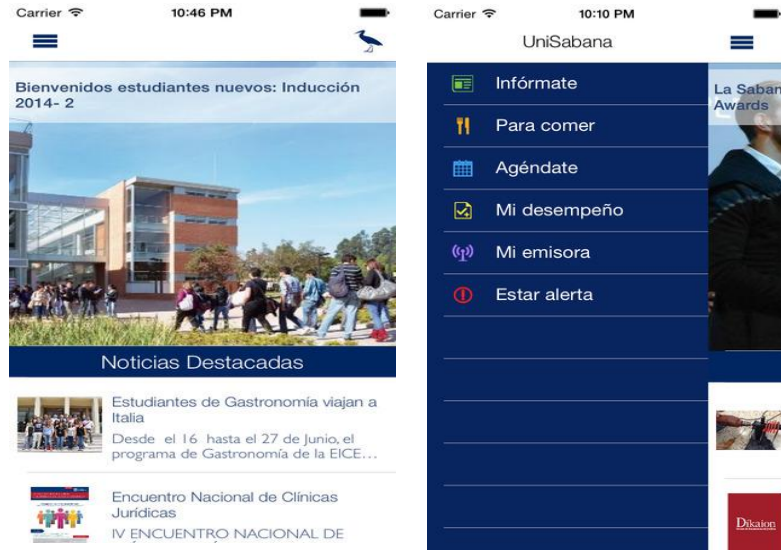 Carrier 10:46 PM
Bienvenidos estudiantes nuevos: Inducción
2014- 2
Noticias Destacadas
Estudiantes de Gastronomía viajan a
Italia
Desde el 16 hasta el 27 de Junio, el
programa de Gastronomía de la EICE...
Encuentro Nacional de Clínicas
Jurídicas
IV ENCUENTRO NACIONAL DE
Carrier 10:10 PM
UniSabana
Infórmate
Para comer
Agéndate
Mi desempeño
Mi emisora
Estar alerta
La Saban
Awards
Dikaion